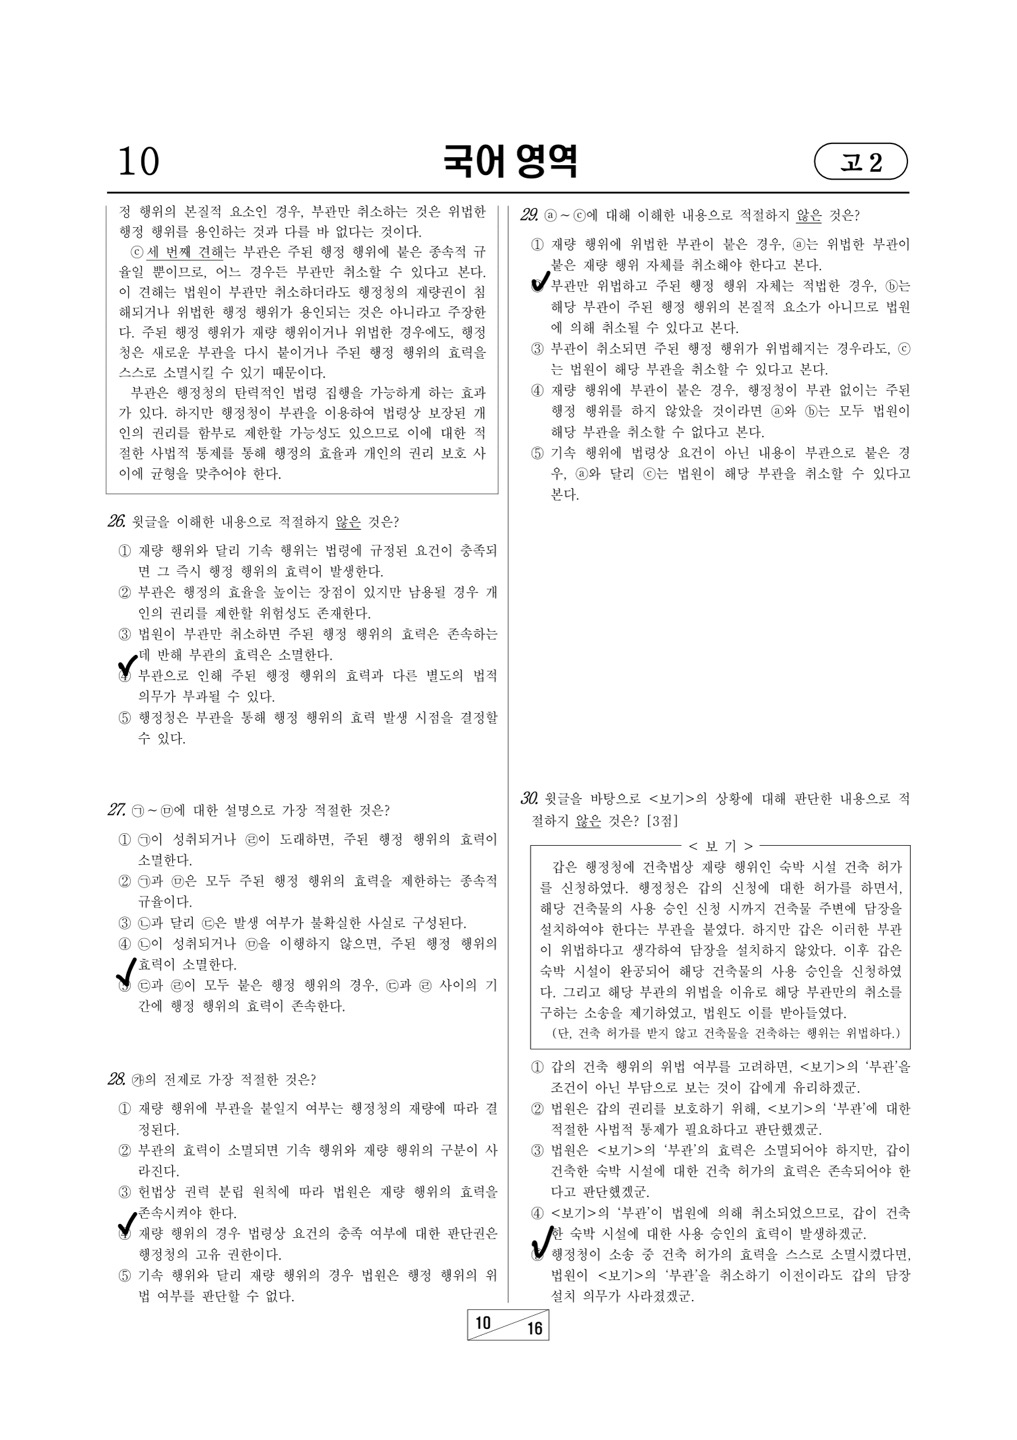 10
국어 영역
고 2
정 행위의 본질적 요소인 경우, 부관만 취소하는 것은 위법한
행정 행위를 용인하는 것과 다를 바 없다는 것이다.
ⓒ세 번째 견해는 부관은 주된 행정 행위에 붙은 종속적 규
율일 뿐이므로, 어느 경우든 부관만 취소할 수 있다고 본다.
이 견해는 법원이 부관만 취소하더라도 행정청의 재량권이 침
해되거나 위법한 행정 행위가 용인되는 것은 아니라고 주장한
다. 주된 행정 행위가 재량 행위이거나 위법한 경우에도, 행정
청은 새로운 부관을 다시 붙이거나 주된 행정 행위의 효력을
스스로 소멸시킬 수 있기 때문이다.
부관은 행정청의 탄력적인 법령 집행을 가능하게 하는 효과
가 있다. 하지만 행정청이 부관을 이용하여 법령상 보장된 개
인의 권리를 함부로 제한할 가능성도 있으므로 이에 대한 적
절한 사법적 통제를 통해 행정의 효율과 개인의 권리 보호 사
이에 균형을 맞추어야 한다.
26. 윗글을 이해한 내용으로 적절하지 않은 것은?
① 재량 행위와 달리 기속 행위는 법령에 규정된 요건이 충족되
면 그 즉시 행정 행위의 효력이 발생한다.
② 부관은 행정의 효율을 높이는 장점이 있지만 남용될 경우 개
인의 권리를 제한할 위험성도 존재한다.
③ 법원이 부관만 취소하면 주된 행정 행위의 효력은 존속하는
데 반해 부관의 효력은 소멸한다.
④ 부관으로 인해 주된 행정 행위의 효력과 다른 별도의 법적
의무가 부과될 수 있다.
⑤ 행정청은 부관을 통해 행정 행위의 효력 발생 시점을 결정할
수 있다.
27. ㉠~㉤에 대한 설명으로 가장 적절한 것은?
① ㉠이 성취되거나 ㉣이 도래하면, 주된 행정 행위의 효력이
소멸한다.
② ㉠과 ㉤은 모두 주된 행정 행위의 효력을 제한하는 종속적
규율이다.
③ ㉡과 달리 ㉢은 발생 여부가 불확실한 사실로 구성된다.
④ ㉡이 성취되거나 ㉤을 이행하지 않으면, 주된 행정 행위의
효력이 소멸한다.
⑤ ㉢과 ㉣이 모두 붙은 행정 행위의 경우, ㉢과 ㉣ 사이의 기
간에 행정 행위의 효력이 존속한다.
28. ㉮의 전제로 가장 적절한 것은?
① 재량 행위에 부관을 붙일지 여부는 행정청의 재량에 따라 결
정된다.
② 부관의 효력이 소멸되면 기속 행위와 재량 행위의 구분이 사
라진다.
③ 헌법상 권력 분립 원칙에 따라 법원은 재량 행위의 효력을
존속시켜야 한다.
④ 재량 행위의 경우 법령상 요건의 충족 여부에 대한 판단권은
행정청의 고유 권한이다.
⑤ 기속 행위와 달리 재량 행위의 경우 법원은 행정 행위의 위
법 여부를 판단할 수 없다.
29. ⓐ~ⓒ에 대해 이해한 내용으로 적절하지 않은 것은?
① 재량 행위에 위법한 부관이 붙은 경우, ⓐ는 위법한 부관이
붙은 재량 행위 자체를 취소해야 한다고 본다.
② 부관만 위법하고 주된 행정 행위 자체는 적법한 경우, ⓑ는
해당 부관이 주된 행정 행위의 본질적 요소가 아니므로 법원
에 의해 취소될 수 있다고 본다.
③ 부관이 취소되면 주된 행정 행위가 위법해지는 경우라도, ⓒ
는 법원이 해당 부관을 취소할 수 있다고 본다.
④ 재량 행위에 부관이 붙은 경우, 행정청이 부관 없이는 주된
행정 행위를 하지 않았을 것이라면 ⓐ와 ⓑ는 모두 법원이
해당 부관을 취소할 수 없다고 본다.
⑤ 기속 행위에 법령상 요건이 아닌 내용이 부관으로 붙은 경
우, ⓐ와 달리 ⓒ는 법원이 해당 부관을 취소할 수 있다고
본다.
30. 윗글을 바탕으로 <보기>의 상황에 대해 판단한 내용으로 적
절하지 않은 것은? [3점]
< 보 기 >
갑은 행정청에 건축법상 재량 행위인 숙박 시설 건축 허가
를 신청하였다. 행정청은 갑의 신청에 대한 허가를 하면서,
해당 건축물의 사용 승인 신청 시까지 건축물 주변에 담장을
설치하여야 한다는 부관을 붙였다. 하지만 갑은 이러한 부관
이 위법하다고 생각하여 담장을 설치하지 않았다. 이후 갑은
숙박 시설이 완공되어 해당 건축물의 사용 승인을 신청하였
다. 그리고 해당 부관의 위법을 이유로 해당 부관만의 취소를
구하는 소송을 제기하였고, 법원도 이를 받아들였다.
(단, 건축 허가를 받지 않고 건축물을 건축하는 행위는 위법하다.)
① 갑의 건축 행위의 위법 여부를 고려하면, <보기>의 ‘부관’을
조건이 아닌 부담으로 보는 것이 갑에게 유리하겠군.
② 법원은 갑의 권리를 보호하기 위해, <보기>의 ‘부관’에 대한
적절한 사법적 통제가 필요하다고 판단했겠군.
③ 법원은 <보기>의 ‘부관’의 효력은 소멸되어야 하지만, 갑이
건축한 숙박 시설에 대한 건축 허가의 효력은 존속되어야 한
다고 판단했겠군.
④ <보기>의 ‘부관’이 법원에 의해 취소되었으므로, 갑이 건축
한 숙박 시설에 대한 사용 승인의 효력이 발생하겠군.
⑤ 행정청이 소송 중 건축 허가의 효력을 스스로 소멸시켰다면,
법원이 <보기>의 ‘부관’을 취소하기 이전이라도 갑의 담장
설치 의무가 사라졌겠군.
10
16